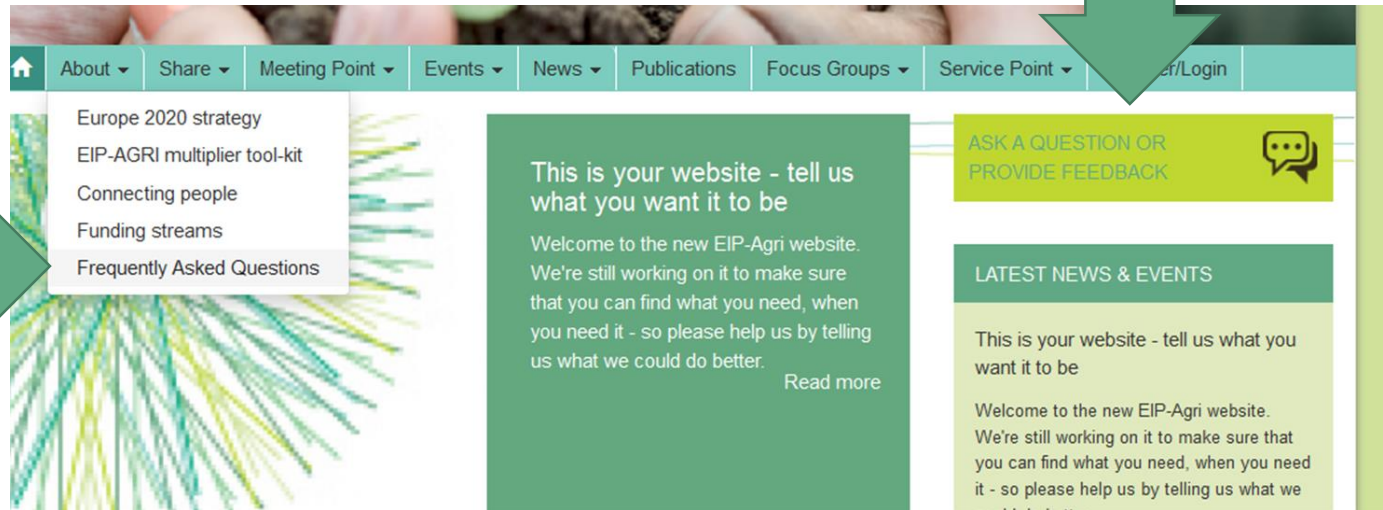 About Share Meeting Point Events News Publications Focus Groups Service Point er/Login
Europe 2020 strategy
EIP-AGRI multiplier tool-kit
Connecting people
Funding streams
Frequently Asked Questions
This is your website - tell us
what you want it to be
Welcome to the new EIP-Agri website.
We're still working on it to make sure
that you can find what you need, when
you need it - so please help us by telling
us what we could do better.
Read more
ASK A QUESTION OR
PROVIDE FEEDBACK
LATEST NEWS & EVENTS
This is your website - tell us what you
want it to be
Welcome to the new EIP-Agri website.
We're still working on it to make sure that
you can find what you need, when you need
it - so please help us by telling us what we